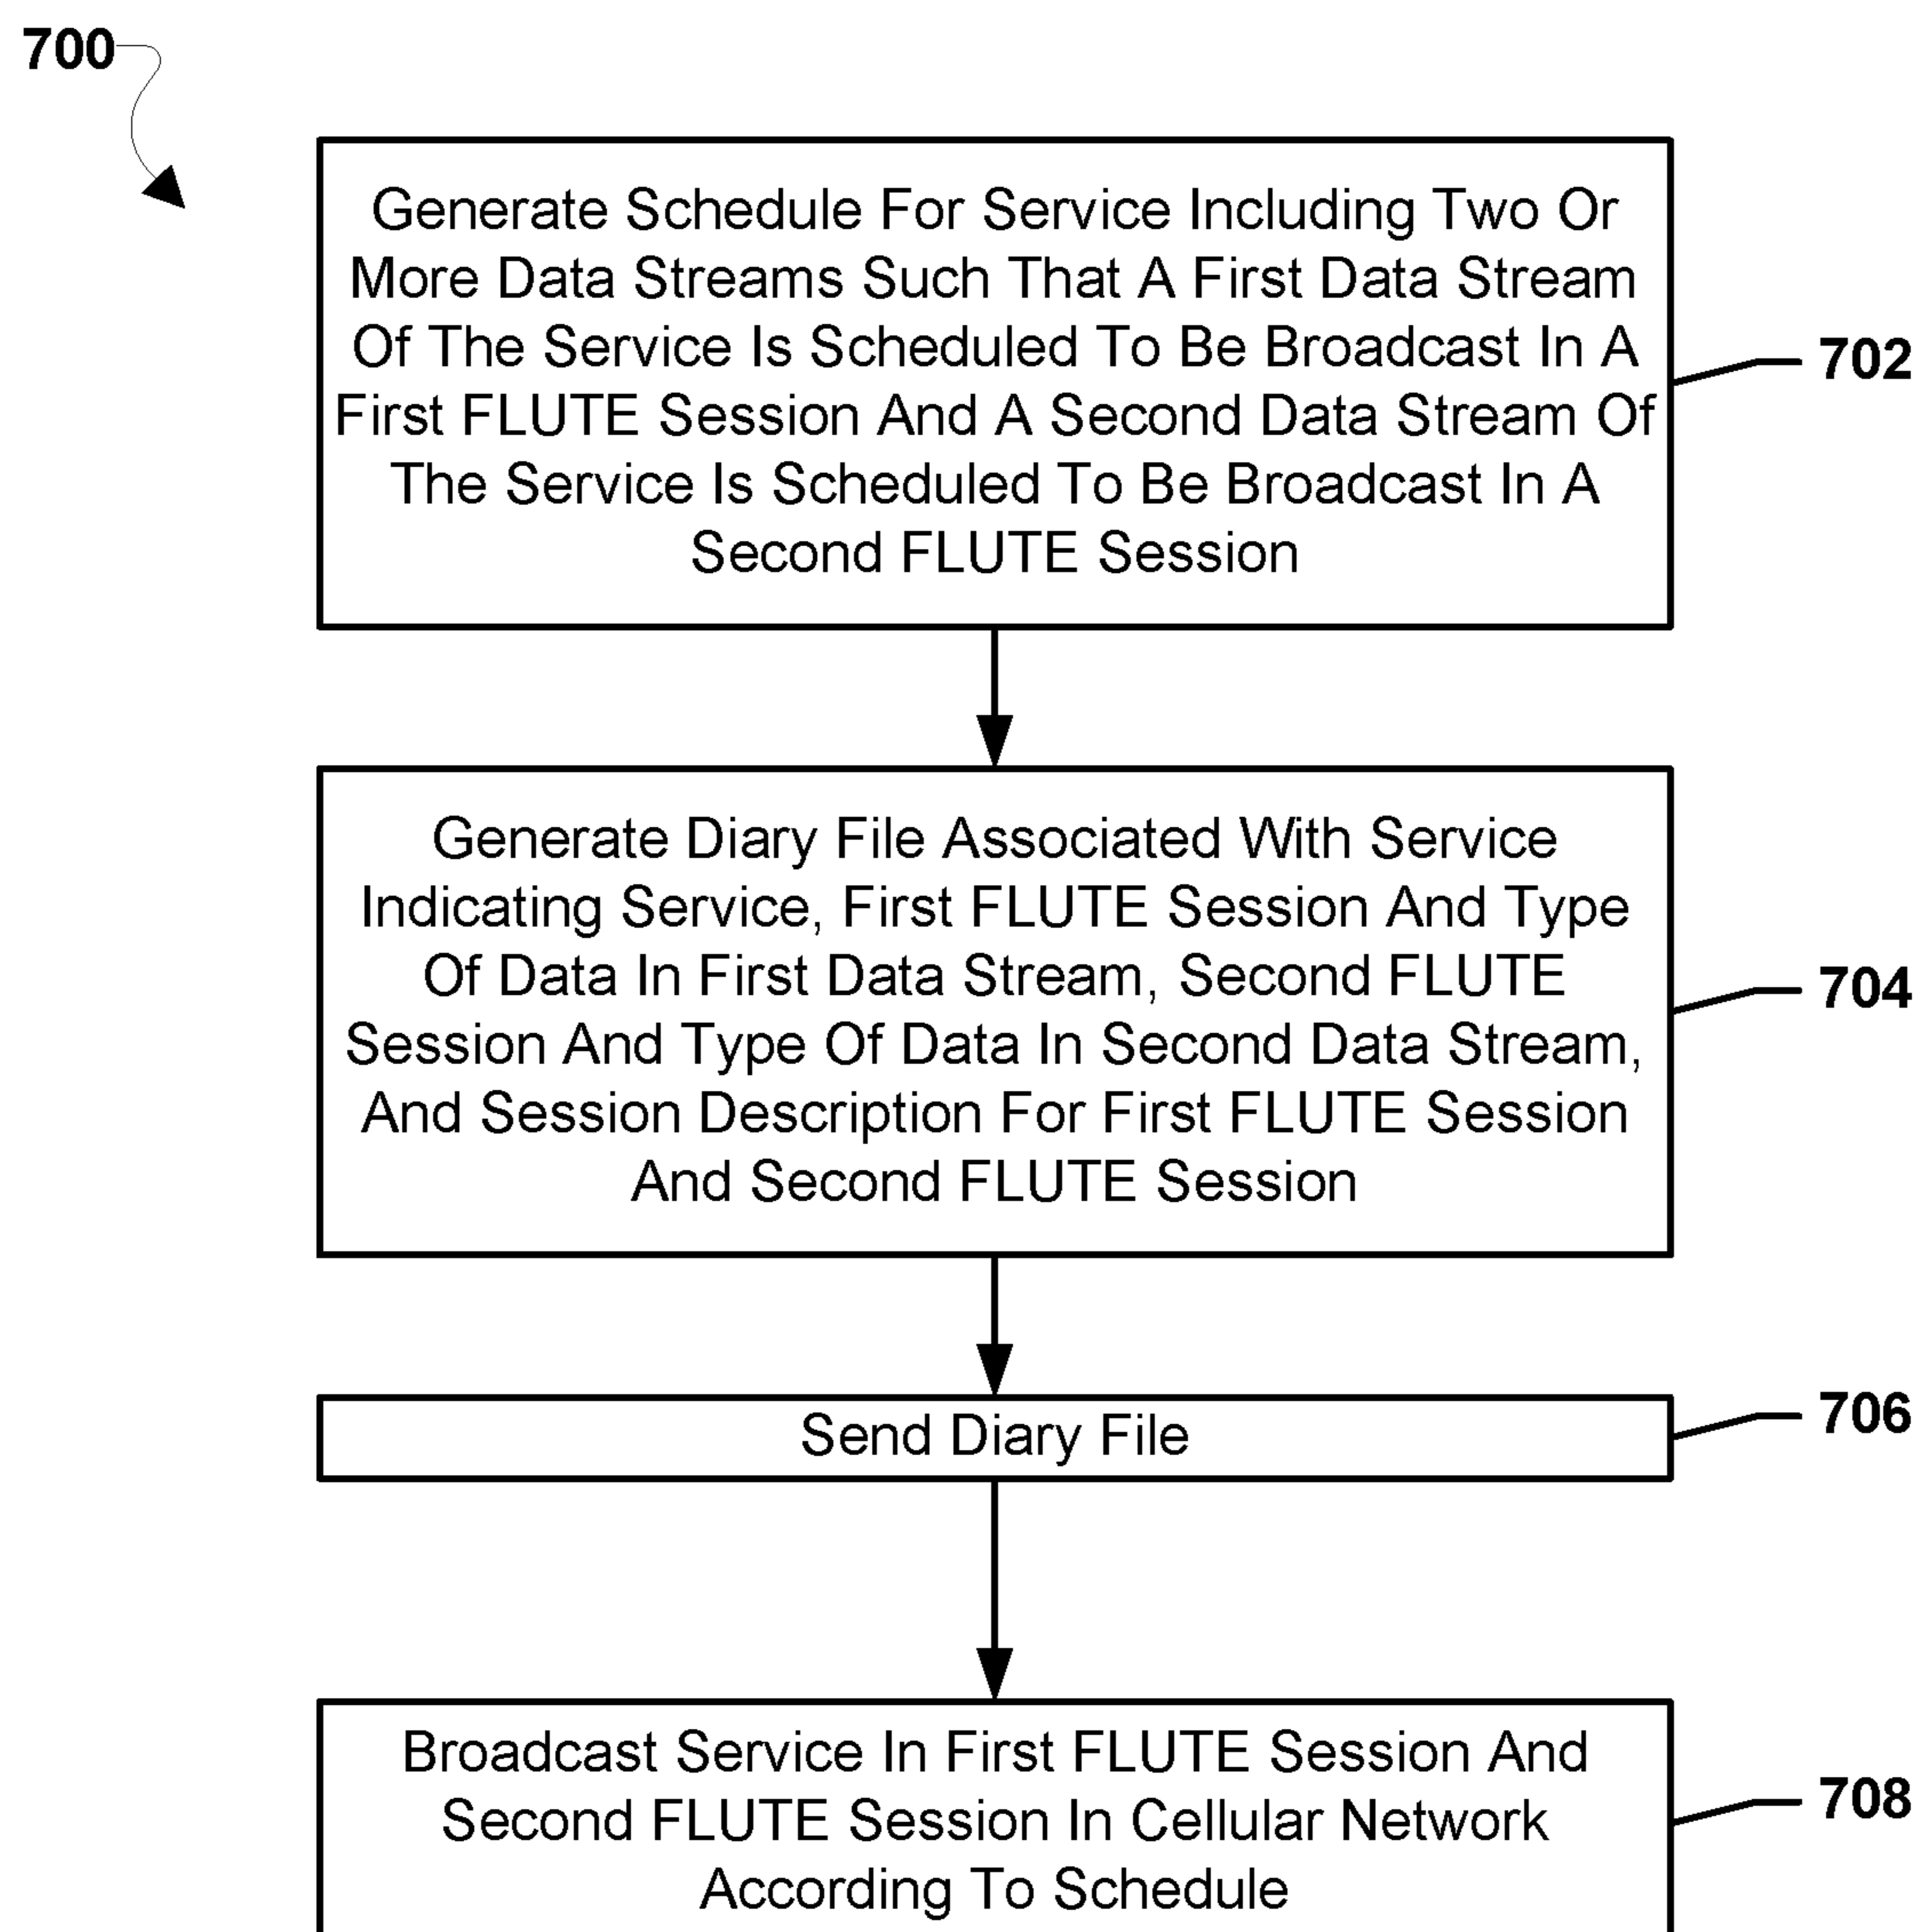 700
Generate Schedule For Service Including Two Or
More Data Streams Such That A First Data Stream
Of The Service Is Scheduled To Be Broadcast In A
First FLUTE Session And A Second Data Stream Of
The Service Is Scheduled To Be Broadcast In A
Second FLUTE Session
702
Generate Diary File Associated With Service
Indicating Service, First FLUTE Session And Type
Of Data In First Data Stream, Second FLUTE
Session And Type Of Data In Second Data Stream,
And Session Description For First FLUTE Session
And Second FLUTE Session
704
Send Diary File
706
Broadcast Service In First FLUTE Session And
Second FLUTE Session In Cellular Network
According To Schedule
708